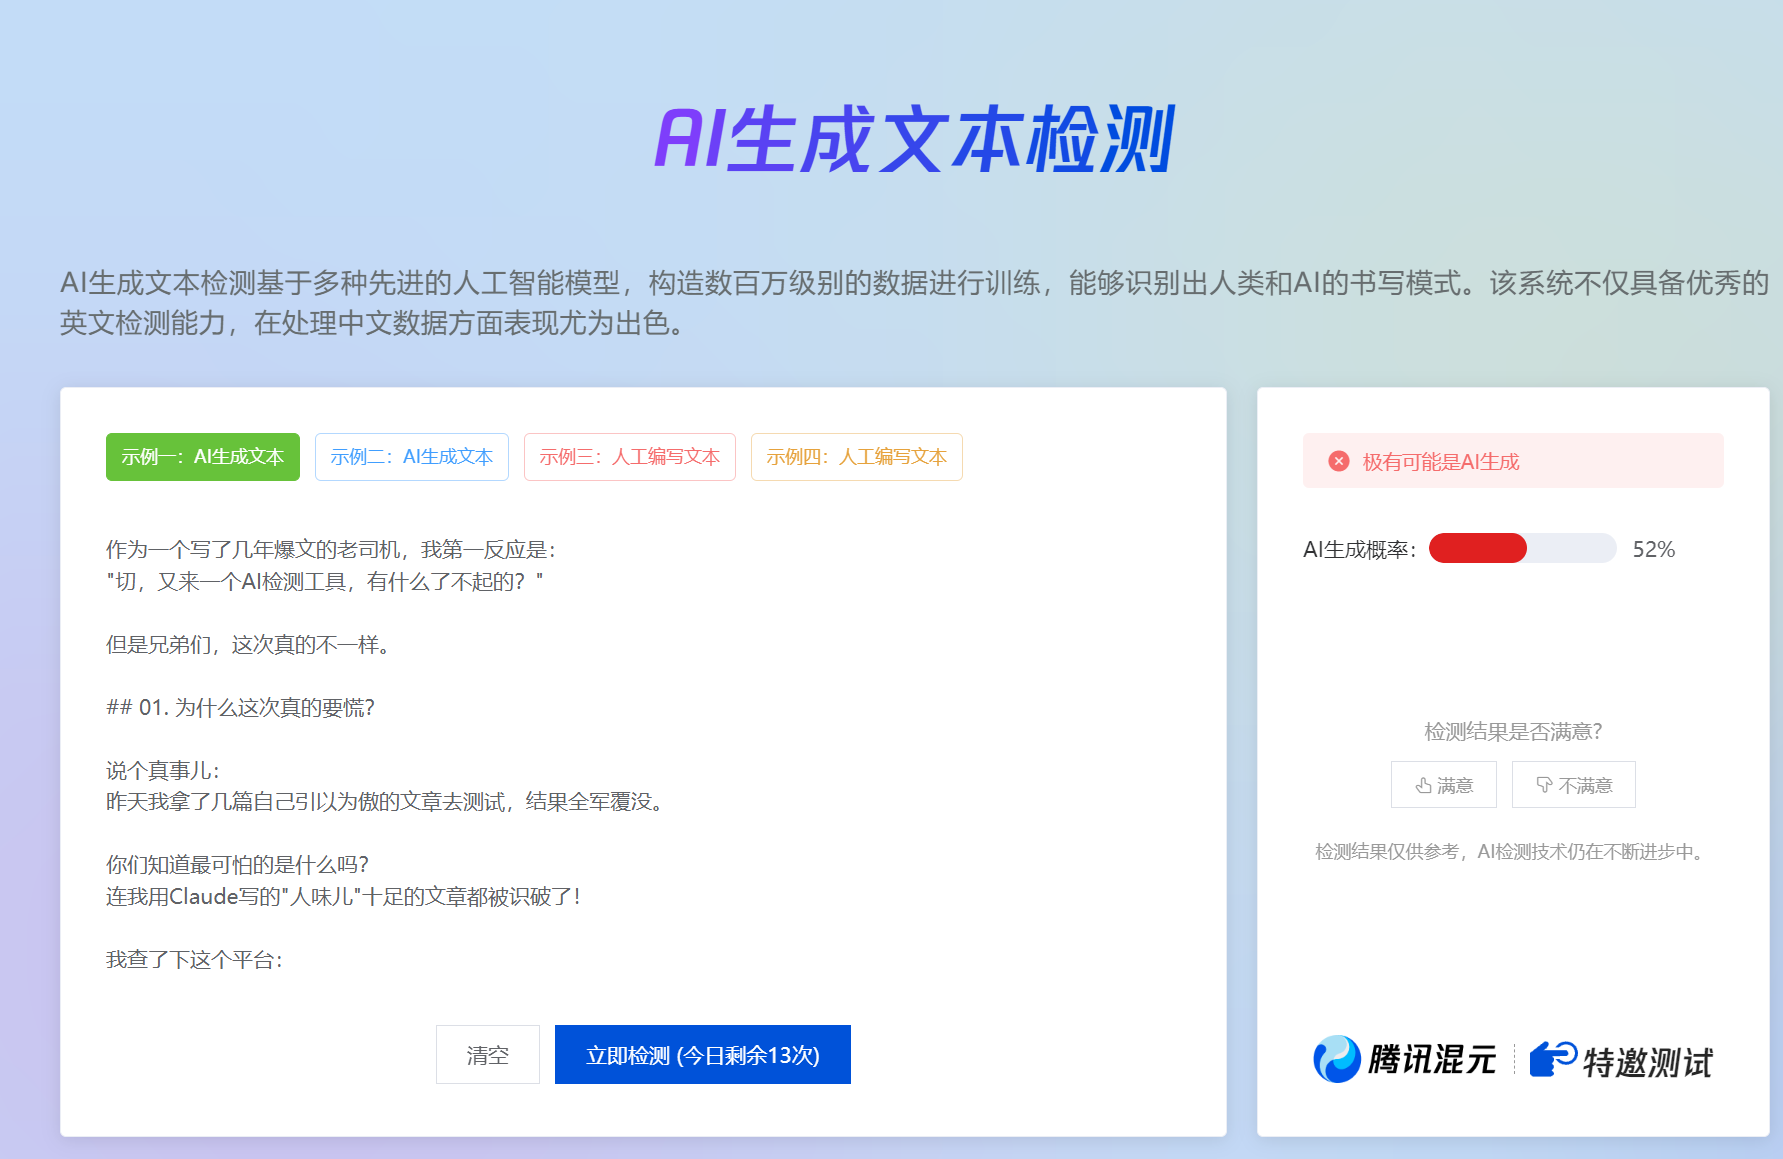 AI生成文本检测
AI生成文本检测基于多种先进的人工智能模型，构造数百万级别的数据进行训练，能够识别出人类和AI的书写模式。该系统不仅具备优秀的
英文检测能力，在处理中文数据方面表现尤为出色。
示例一：AI生成文本
示例二：AI生成文本
示例三：人工编写文本
示例四：人工编写文本
作为一个写了几年爆文的老司机，我第一反应是：
"切，又来一个AI检测工具，有什么了不起的？"
但是兄弟们，这次真的不一样。
## 01. 为什么这次真的要慌？
说个真事儿：
昨天我拿了几篇自己引以为傲的文章去测试，结果全军覆没。
你们知道最可怕的是什么吗？
连我用Claude写的"人味儿"十足的文章都被识破了！
我查了下这个平台：
清空
立即检测 (今日剩余13次)
极有可能是AI生成
AI生成概率：
52%
检测结果是否满意？
满意
不满意
检测结果仅供参考，AI检测技术仍在不断进步中。
腾讯混元
特邀测试